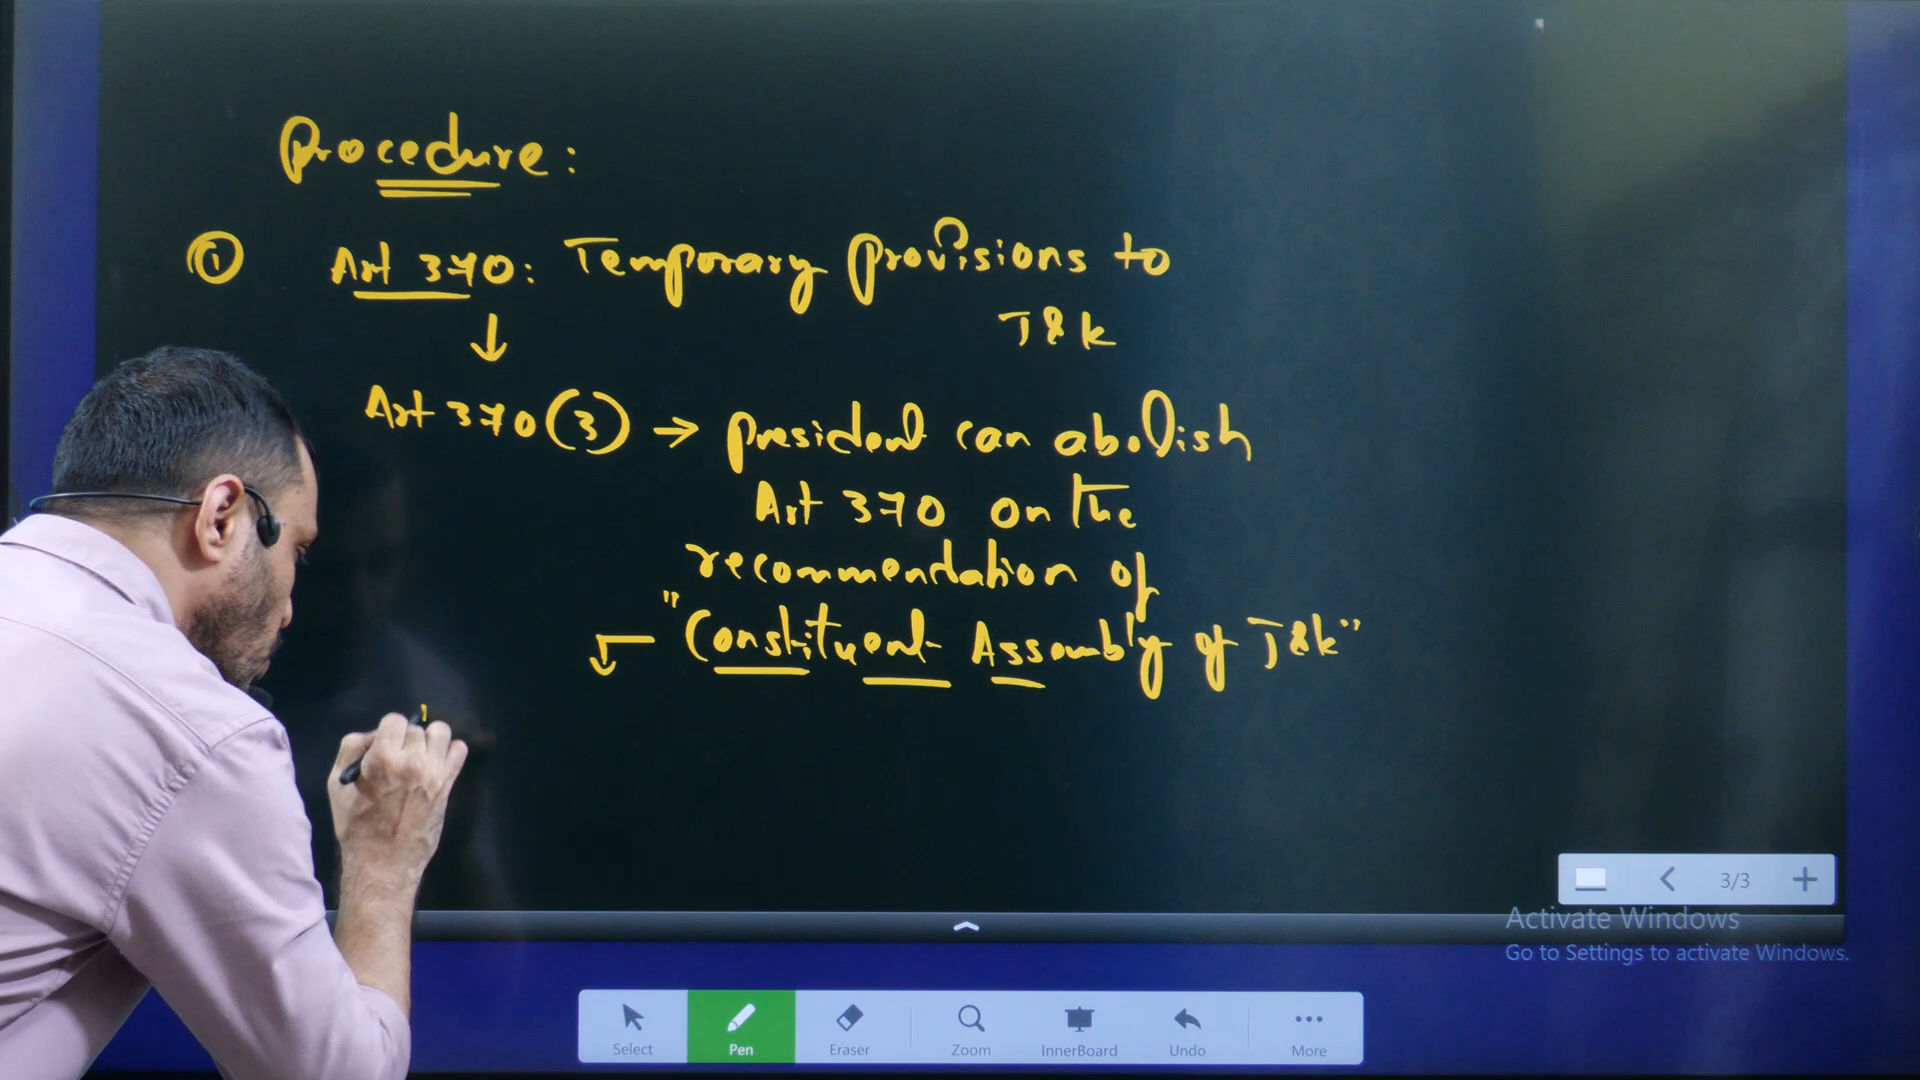 Procedure:
① Art 370: Temporary provisions to
J&K
↓
Art 370(3) → president can abolish
Art 370 on the
recommendation of
"Constituent Assembly of J&K"
3/3
Activate Windows
Go to Settings to activate Windows.
Select Pen Eraser Zoom InnerBoard Undo More